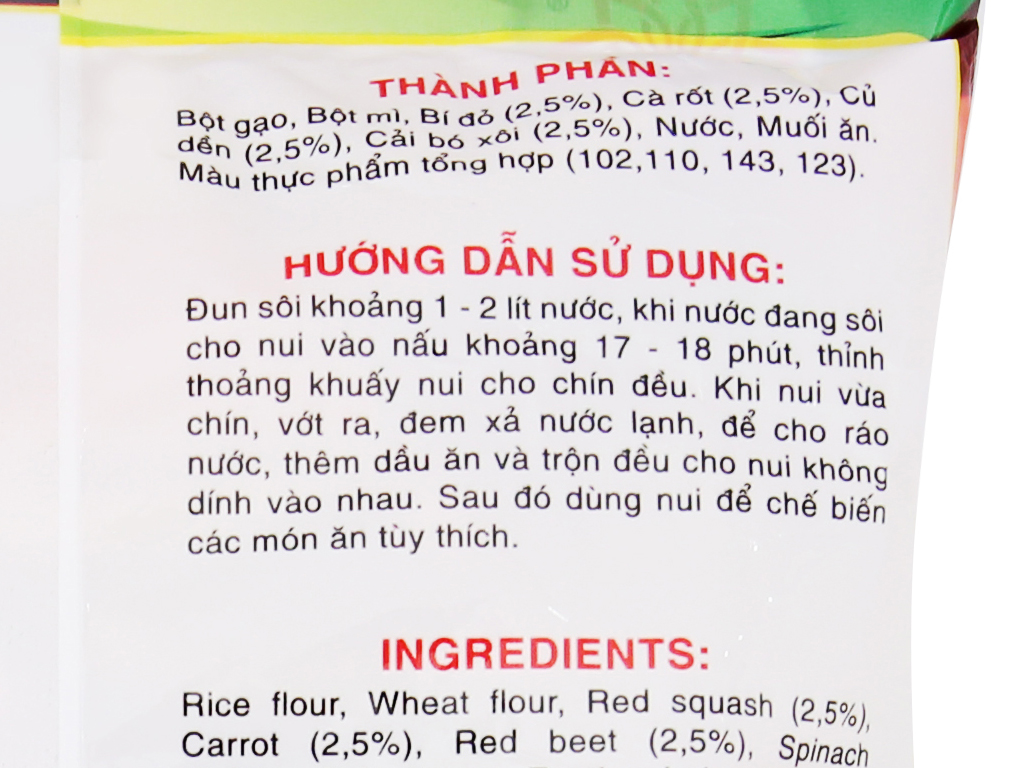 THÀNH PHẦN:
Bột gạo, Bột mì, Bí đỏ (2,5%), Cà rốt (2,5%), Củ
dền (2,5%), Cải bó xôi (2,5%), Nước, Muối ăn.
Màu thực phẩm tổng hợp (102,110, 143, 123).
HƯỚNG DẪN SỬ DỤNG:
Đun sôi khoảng 1 - 2 lít nước, khi nước đang sôi
cho nui vào nấu khoảng 17 - 18 phút, thỉnh
thoảng khuấy nui cho chín đều. Khi nui vừa
chín, vớt ra, đem xả nước lạnh, để cho ráo
nước, thêm dầu ăn và trộn đều cho nui không
dính vào nhau. Sau đó dùng nui để chế biến
các món ăn tùy thích.
INGREDIENTS:
Rice flour, Wheat flour, Red squash (2,5%),
Carrot (2,5%), Red beet (2,5%), Spinach